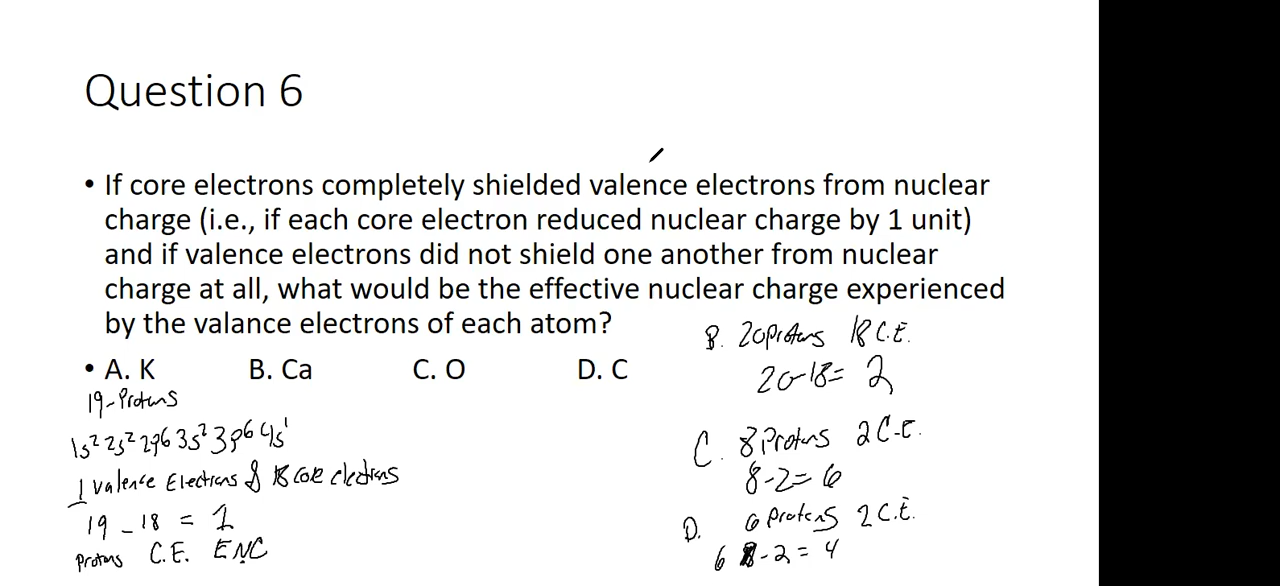 Question 6
• If core electrons completely shielded valence electrons from nuclear
charge (i.e., if each core electron reduced nuclear charge by 1 unit)
and if valence electrons did not shield one another from nuclear
charge at all, what would be the effective nuclear charge experienced
by the valance electrons of each atom?
• A. K B. Ca C. O D. C
19-Protons
1s² 2s² 2p6 3s² 3p6 4s¹
1 valence Electrons & 18 core electrons
19 - 18 = 1
Protons C.E. ENC
B. 20 protons 18 C.E.
20-18= 2
C. 8 Protons 2 C.E.
8-2=6
D. 6 protens 2 C.E.
6 -2 = 4